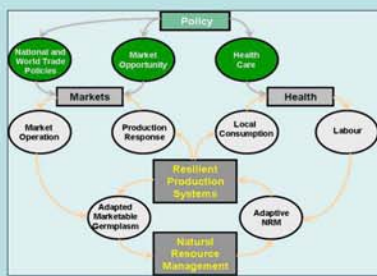 Policy
National and
World Trade
Policies
Market
Opportunity
Health
Care
Markets
Health
Market
Operation
Production
Response
Local
Consumption
Labour
Resilient
Production
Systems
Adapted
Marketable
Germplasm
Adaptive
NRM
Natural
Resource
Management